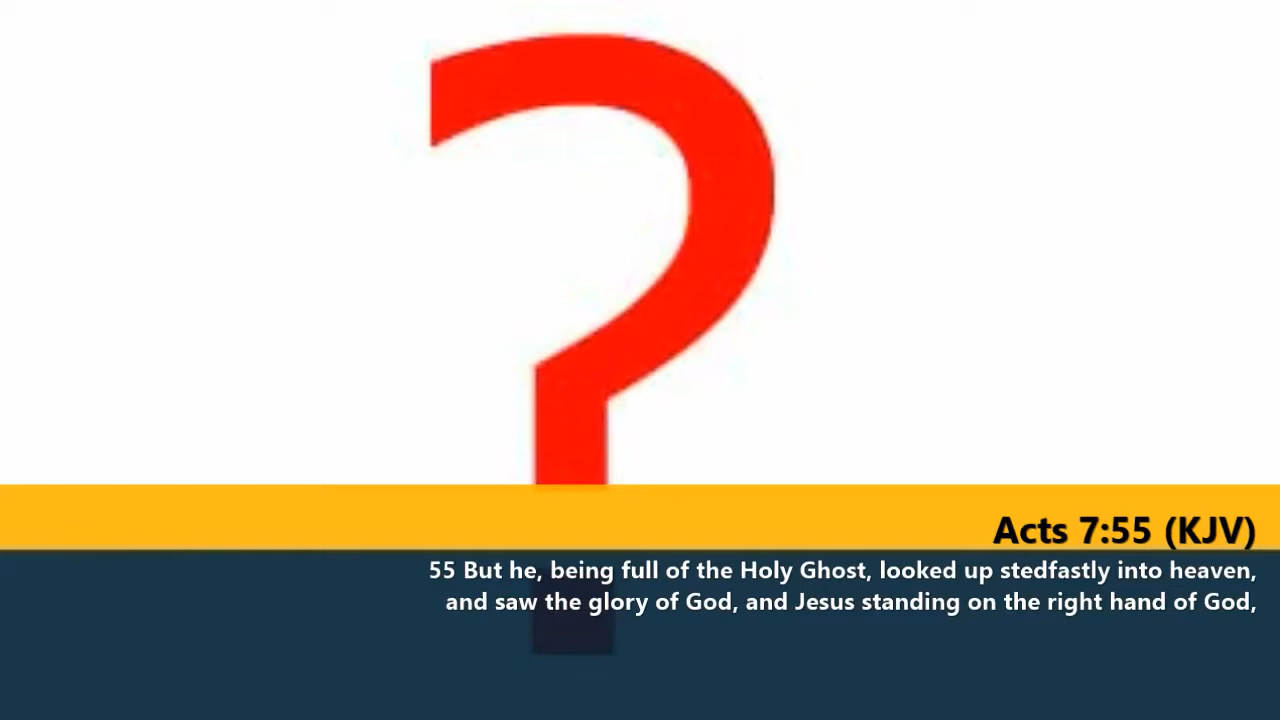 ?
Acts 7:55 (KJV)
55 But he, being full of the Holy Ghost, looked up stedfastly into heaven,
and saw the glory of God, and Jesus standing on the right hand of God,